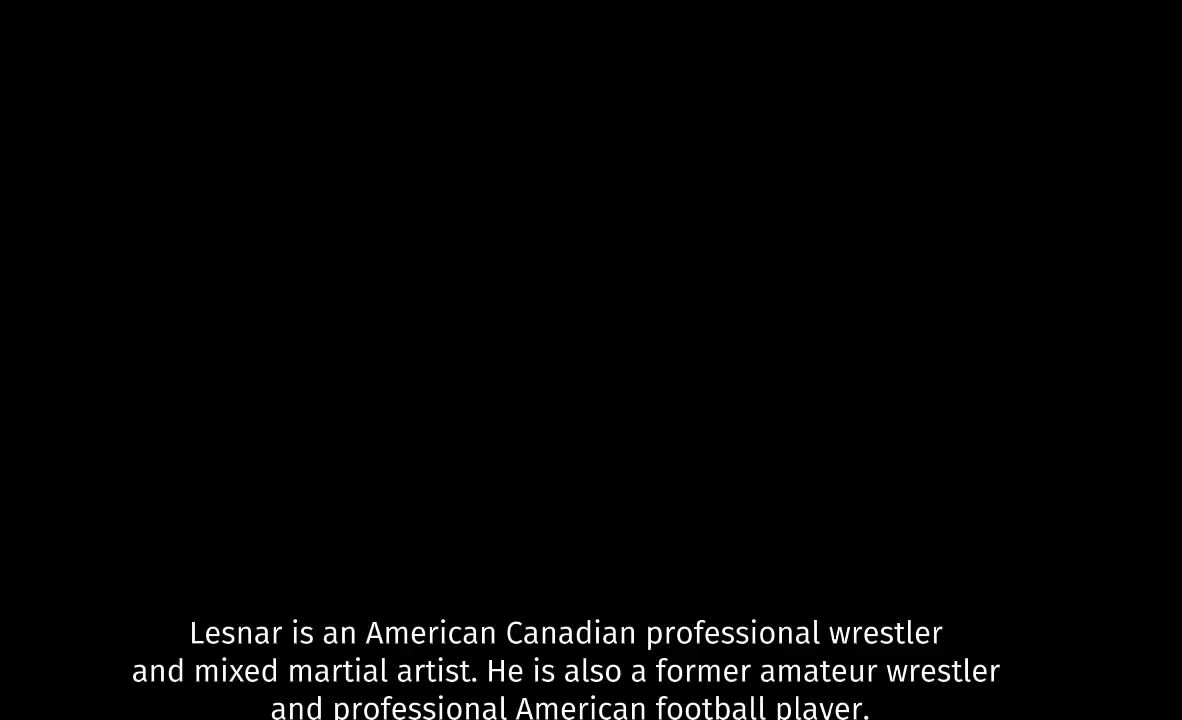 Lesnar is an American Canadian professional wrestler
and mixed martial artist. He is also a former amateur wrestler
and professional American football player.